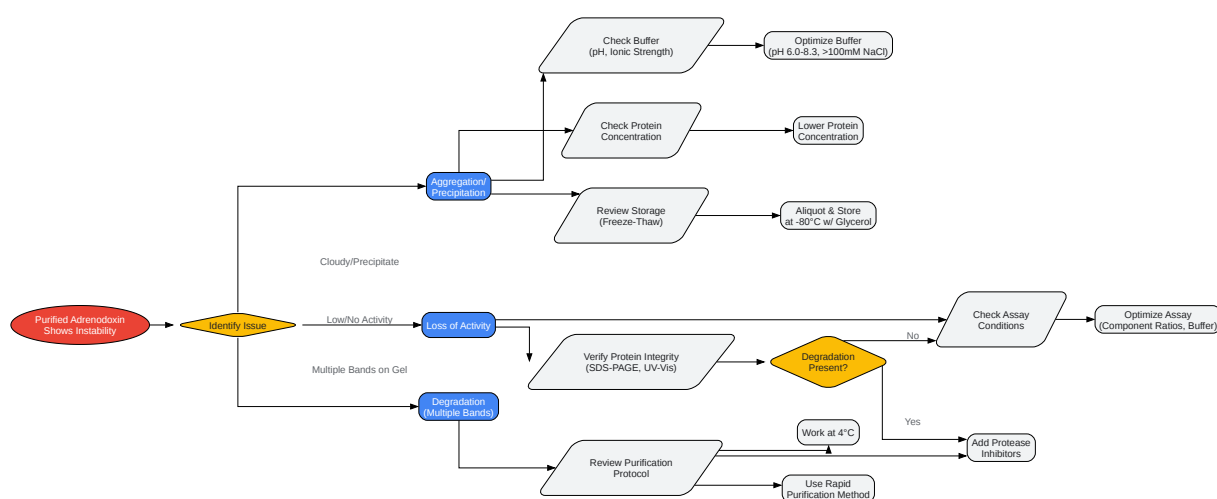 Check Buffer
(pH, Ionic Strength)
Optimize Buffer
(pH 6.0-8.3, >100mM NaCl)
Check Protein
Concentration
Lower Protein
Concentration
Aggregation/
Precipitation
Review Storage
(Freeze-Thaw)
Aliquot & Store
at -80°C w/ Glycerol
Cloudy/Precipitate
Purified Adrenodoxin
Shows Instability
Identify Issue
Low/No Activity
Loss of Activity
Check Assay
Conditions
Optimize Assay
(Component Ratios, Buffer)
No
Verify Protein Integrity
(SDS-PAGE, UV-Vis)
Degradation
Present?
Multiple Bands on Gel
Degradation
(Multiple Bands)
Yes
Work at 4°C
Add Protease
Inhibitors
Review Purification
Protocol
Use Rapid
Purification Method